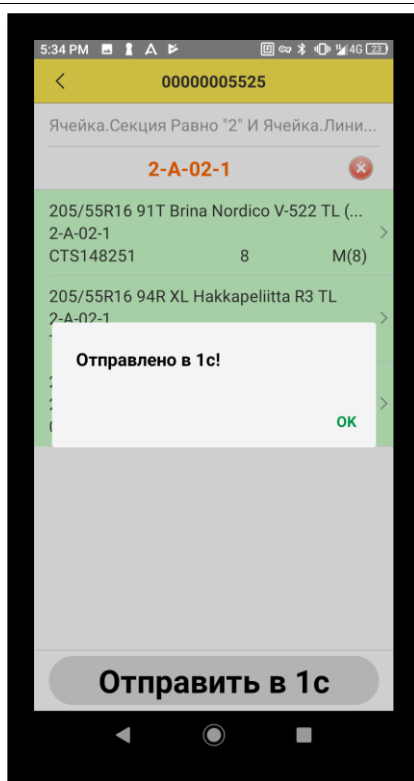 5:34 PM 4G 23
00000005525
Ячейка.Секция Равно "2" И Ячейка.Лини...
2-А-02-1
205/55R16 91T Brina Nordico V-522 TL (...
2-А-02-1
CTS148251 8 М(8)
205/55R16 94R XL Hakkapeliitta R3 TL
2-А-02-1
Отправлено в 1с!
ОК
Отправить в 1с